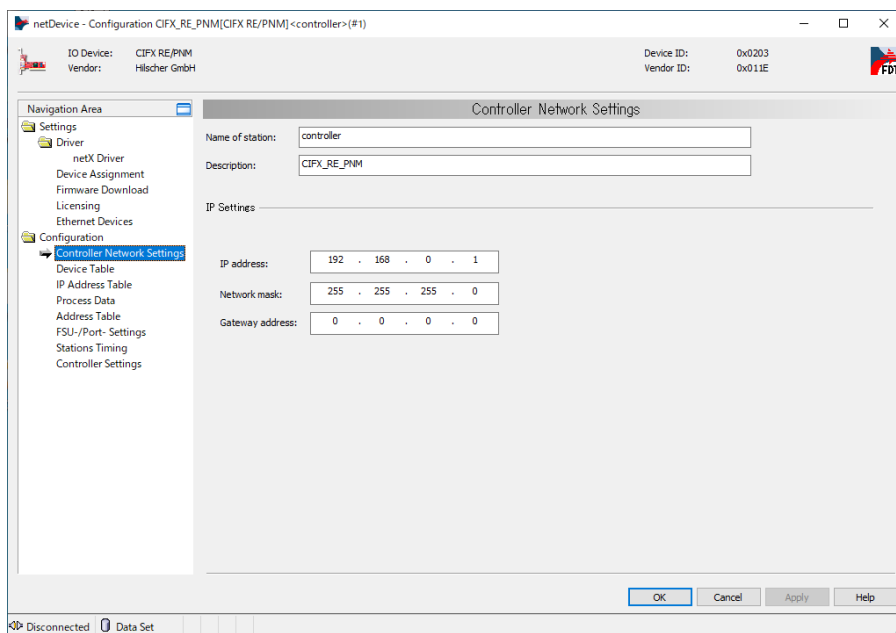 netDevice - Configuration CIFX_RE_PNM[CIFX RE/PNM]<controller>(#1)
IO Device: CIFX RE/PNM Device ID: 0x0203
Vendor: Hilscher GmbH Vendor ID: 0x011E
FDT
Navigation Area
Settings
Driver
netX Driver
Device Assignment
Firmware Download
Licensing
Ethernet Devices
Configuration
Controller Network Settings
Device Table
IP Address Table
Process Data
Address Table
FSU-/Port- Settings
Stations Timing
Controller Settings
Controller Network Settings
Name of station: controller
Description: CIFX_RE_PNM
IP Settings
IP address: 192 . 168 . 0 . 1
Network mask: 255 . 255 . 255 . 0
Gateway address: 0 . 0 . 0 . 0
OK Cancel Apply Help
Disconnected Data Set